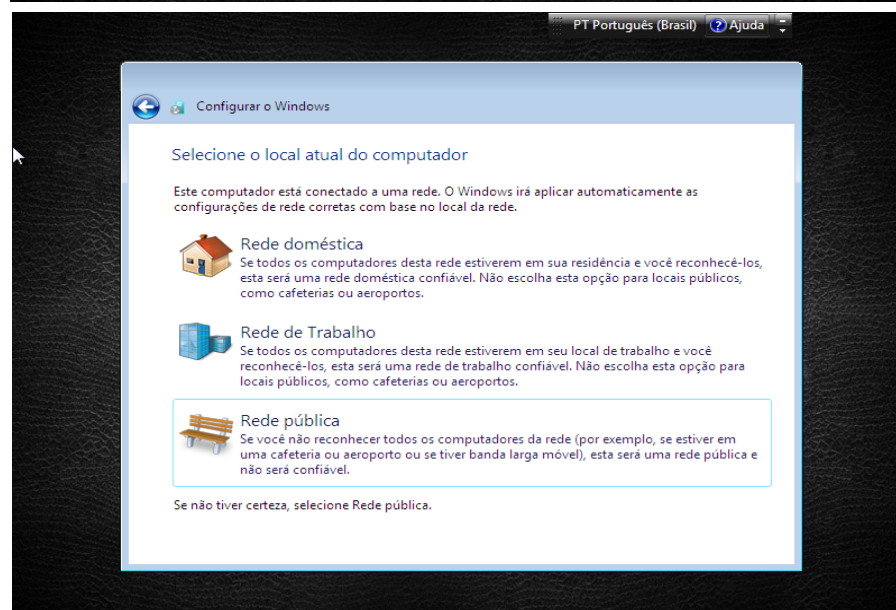 PT Português (Brasil) Ajuda
Configurar o Windows
Selecione o local atual do computador
Este computador está conectado a uma rede. O Windows irá aplicar automaticamente as
configurações de rede corretas com base no local da rede.
Rede doméstica
Se todos os computadores desta rede estiverem em sua residência e você reconhecê-los,
esta será uma rede doméstica confiável. Não escolha esta opção para locais públicos,
como cafeterias ou aeroportos.
Rede de Trabalho
Se todos os computadores desta rede estiverem em seu local de trabalho e você
reconhecê-los, esta será uma rede de trabalho confiável. Não escolha esta opção para
locais públicos, como cafeterias ou aeroportos.
Rede pública
Se você não reconhecer todos os computadores da rede (por exemplo, se estiver em
uma cafeteria ou aeroporto ou se tiver banda larga móvel), esta será uma rede pública e
não será confiável.
Se não tiver certeza, selecione Rede pública.